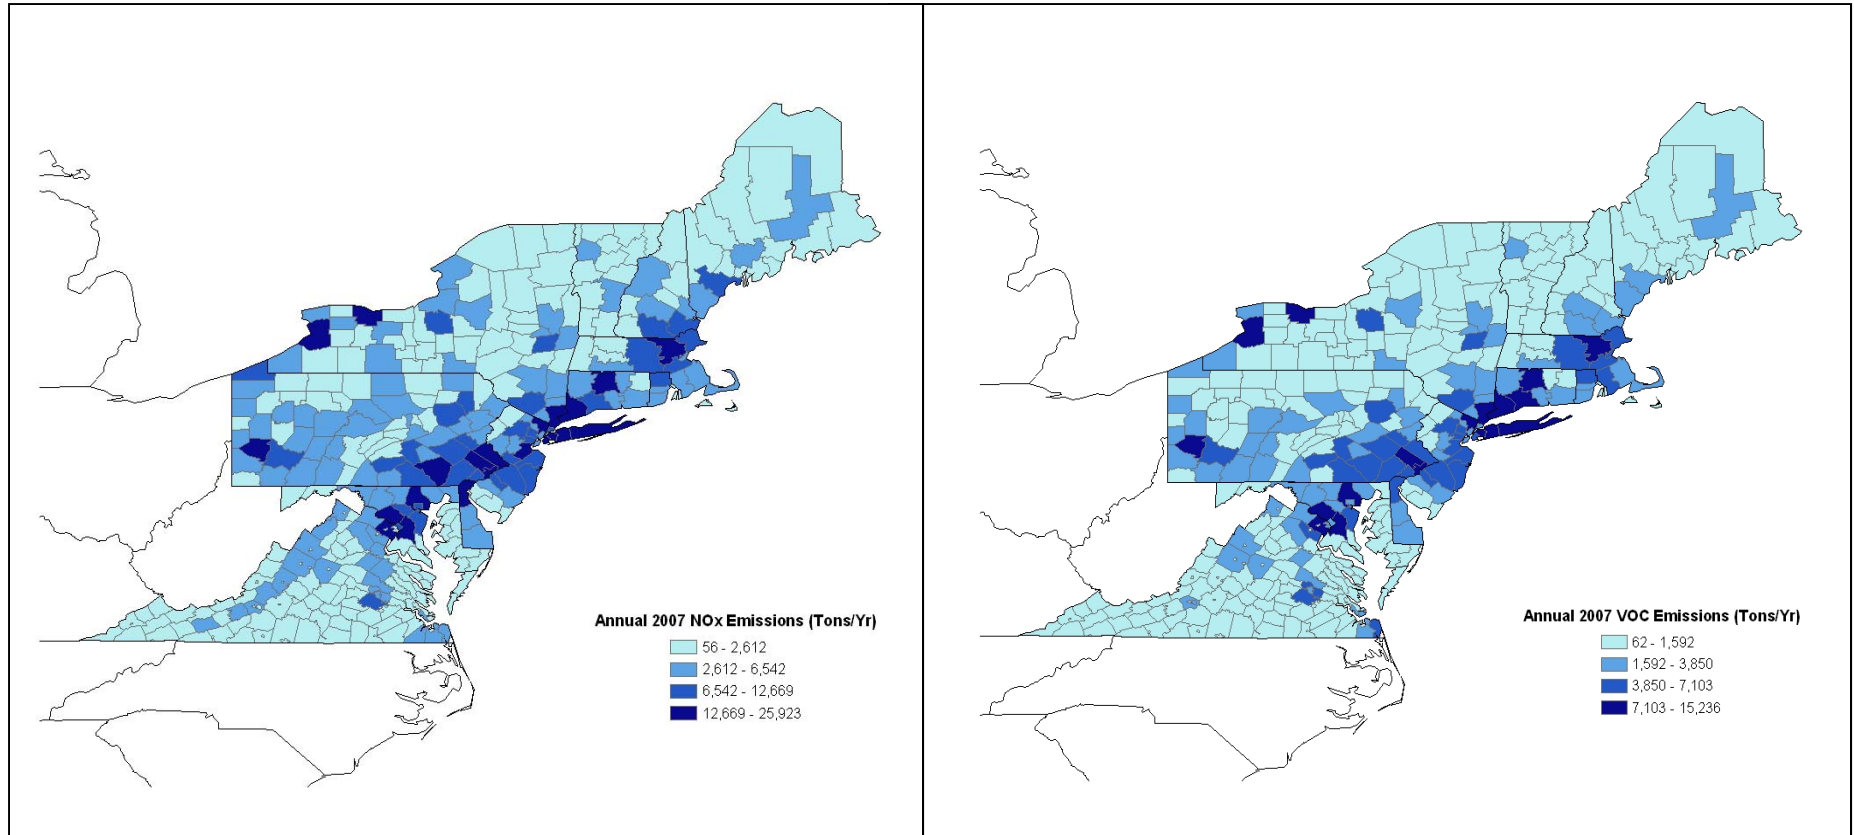 Annual 2007 NOx Emissions (Tons/Yr)
56 - 2,612
2,612 - 6,542
6,542 - 12,669
12,669 - 25,923
Annual 2007 VOC Emissions (Tons/Yr)
62 - 1,592
1,592 - 3,850
3,850 - 7,103
7,103 - 15,236